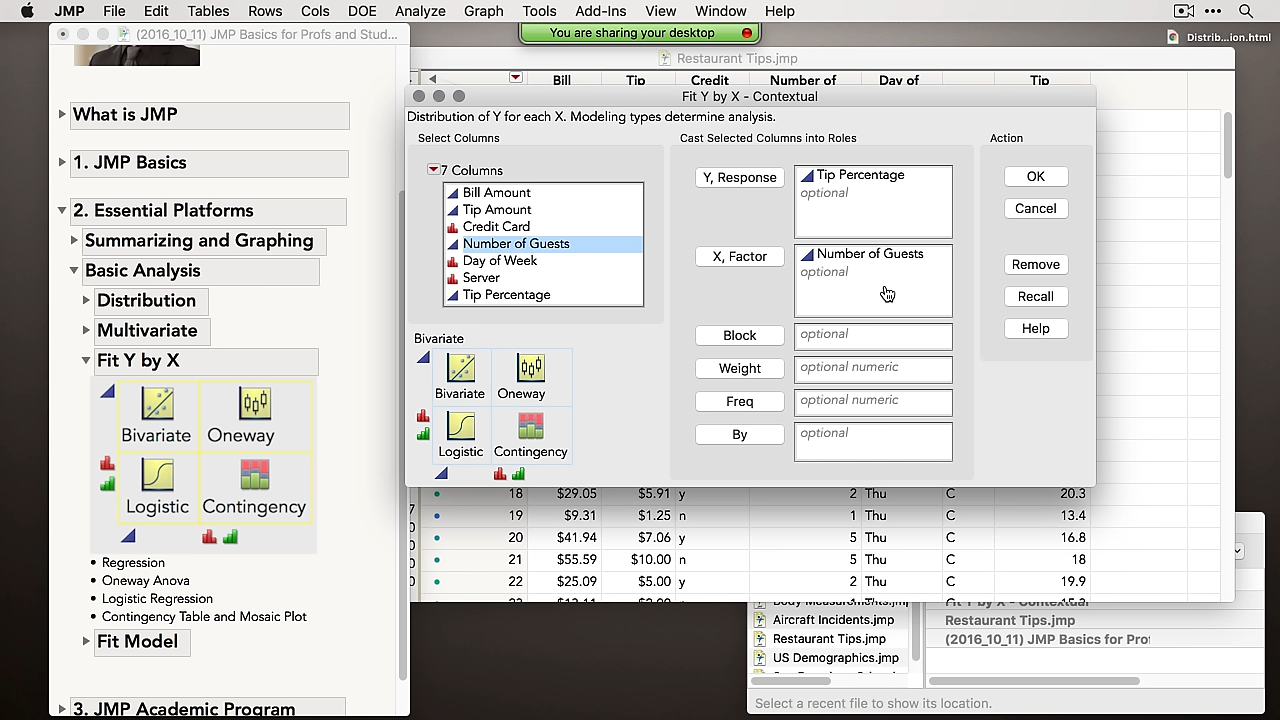 JMP File Edit Tables Rows Cols DOE Analyze Graph Tools Add-Ins View Window Help
You are sharing your desktop
(2016_10_11) JMP Basics for Profs and Stud...
Distrib...ion.html
What is JMP
1. JMP Basics
2. Essential Platforms
Summarizing and Graphing
Basic Analysis
Distribution
Multivariate
Fit Y by X
Bivariate Oneway
Logistic Contingency
• Regression
• Oneway Anova
• Logistic Regression
• Contingency Table and Mosaic Plot
Fit Model
3. JMP Academic Program
Restaurant Tips.jmp
Bill Tip Credit Number of Day of Tip
Fit Y by X - Contextual
Distribution of Y for each X. Modeling types determine analysis.
Select Columns
7 Columns
Bill Amount
Tip Amount
Credit Card
Number of Guests
Day of Week
Server
Tip Percentage
Bivariate
Bivariate Oneway
Logistic Contingency
Cast Selected Columns into Roles
Y, Response Tip Percentage
optional
X, Factor Number of Guests
optional
Block optional
Weight optional numeric
Freq optional numeric
By optional
Action
OK
Cancel
Remove
Recall
Help
18 $29.05 $5.91 y 2 Thu C 20.3
19 $9.31 $1.25 n 1 Thu C 13.4
20 $41.94 $7.06 y 5 Thu C 16.8
21 $55.59 $10.00 n 5 Thu C 18
22 $25.09 $5.00 y 2 Thu C 19.9
Body Measurements.jmp
Aircraft Incidents.jmp
Restaurant Tips.jmp
US Demographics.jmp
Fit Y by X - Contextual
Restaurant Tips.jmp
(2016_10_11) JMP Basics for Pro
Select a recent file to show its location.